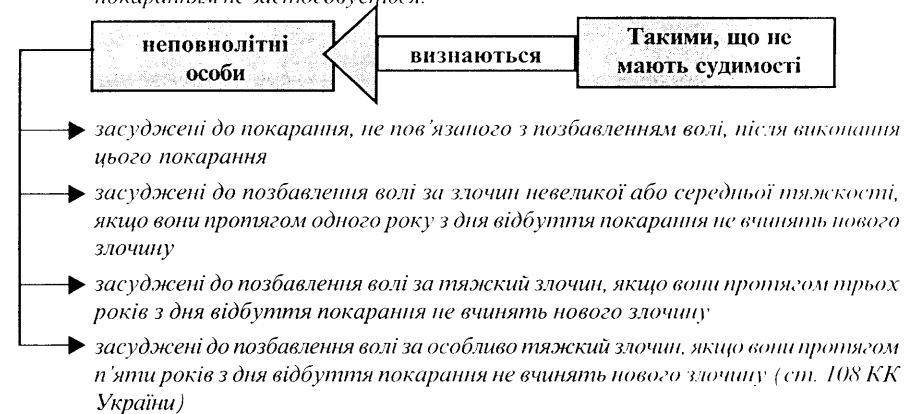 покаранням не застосовується.
неповнолітні
особи
визнаються
Такими, що не
мають судимості
засуджені до покарання, не пов’язаного з позбавленням волі, після виконання
цього покарання
засуджені до позбавлення волі за злочин невеликої або середньої тяжкості,
якщо вони протягом одного року з дня відбуття покарання не вчинять нового
злочину
засуджені до позбавлення волі за тяжкий злочин, якщо вони протягом трьох
років з дня відбуття покарання не вчинять нового злочину
засуджені до позбавлення волі за особливо тяжкий злочин, якщо вони протягом
п’яти років з дня відбуття покарання не вчинять нового злочину (ст. 108 КК
України)